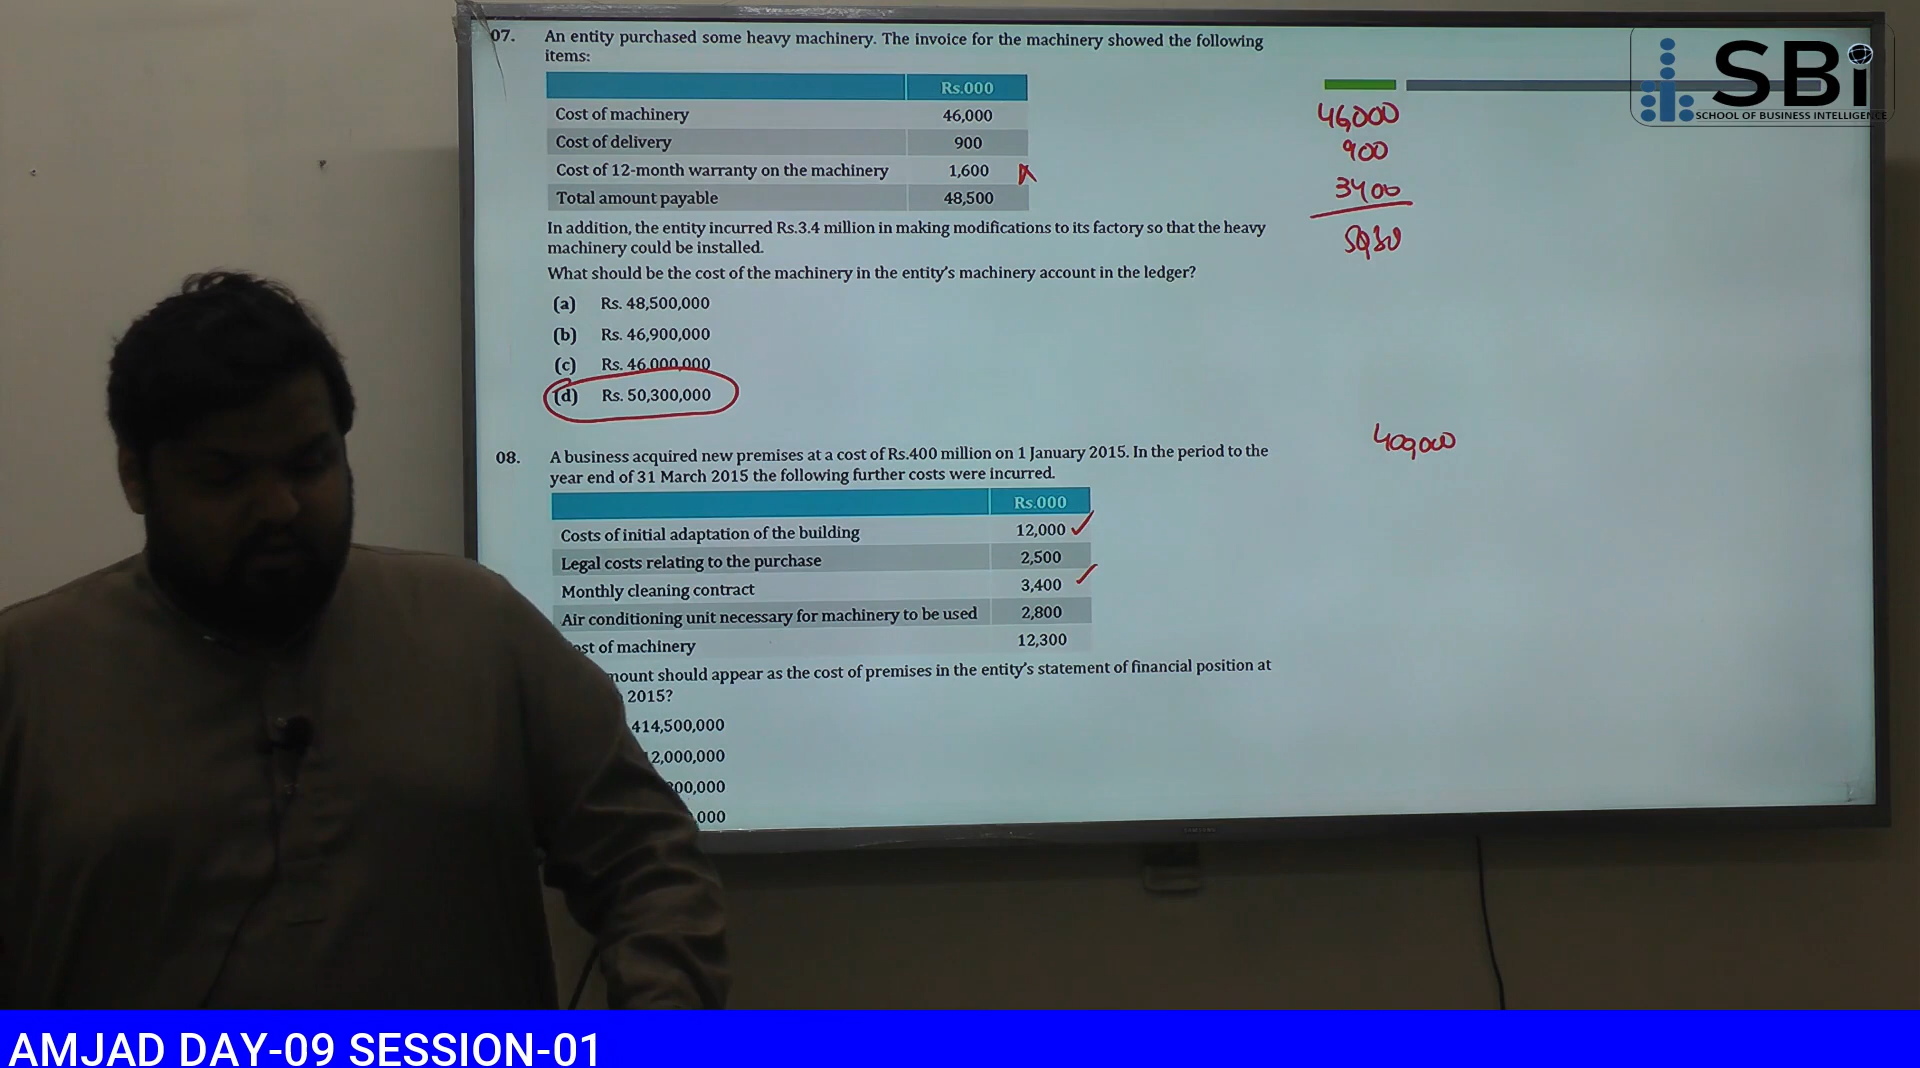 07. An entity purchased some heavy machinery. The invoice for the machinery showed the following
items:
Rs.000
Cost of machinery 46,000
Cost of delivery 900
Cost of 12-month warranty on the machinery 1,600
Total amount payable 48,500
In addition, the entity incurred Rs.3.4 million in making modifications to its factory so that the heavy
machinery could be installed.
What should be the cost of the machinery in the entity's machinery account in the ledger?
(a) Rs. 48,500,000
(b) Rs. 46,900,000
(c) Rs. 46,000,000
(d) Rs. 50,300,000
46,000
900
3400
SBi
SCHOOL OF BUSINESS INTELLIGENCE
08. A business acquired new premises at a cost of Rs.400 million on 1 January 2015. In the period to the
year end of 31 March 2015 the following further costs were incurred.
Rs.000
Costs of initial adaptation of the building 12,000
Legal costs relating to the purchase 2,500
Monthly cleaning contract 3,400
Air conditioning unit necessary for machinery to be used 2,800
ost of machinery 12,300
mount should appear as the cost of premises in the entity's statement of financial position at
2015?
414,500,000
2,000,000
00,000
,000
400,000
AMJAD DAY-09 SESSION-01